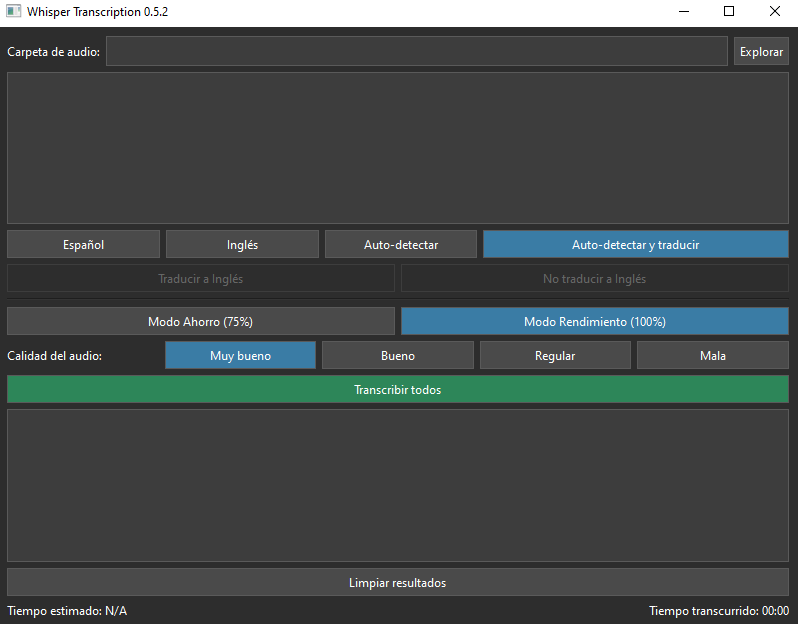 Whisper Transcription 0.5.2
Carpeta de audio: Explorar
Español Inglés Auto-detectar Auto-detectar y traducir
Traducir a Inglés No traducir a Inglés
Modo Ahorro (75%) Modo Rendimiento (100%)
Calidad del audio: Muy bueno Bueno Regular Mala
Transcribir todos
Limpiar resultados
Tiempo estimado: N/A Tiempo transcurrido: 00:00